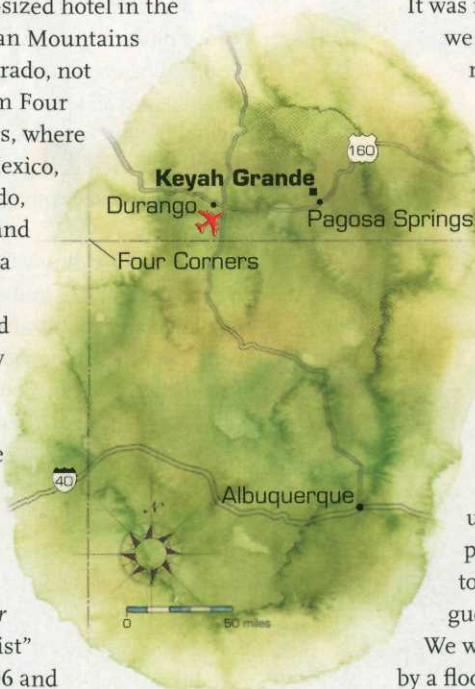 -sized hotel in the
an Mountains
rado, not
m Four
s, where
exico,
do,
and
a
d
y
e
r
ist”
6 and
It was
we
160
Keyah Grande
Durango
Pagosa Springs
Four Corners
40
Albuquerque
N
0 50 miles
u
p
to
gu
We w
by a flo